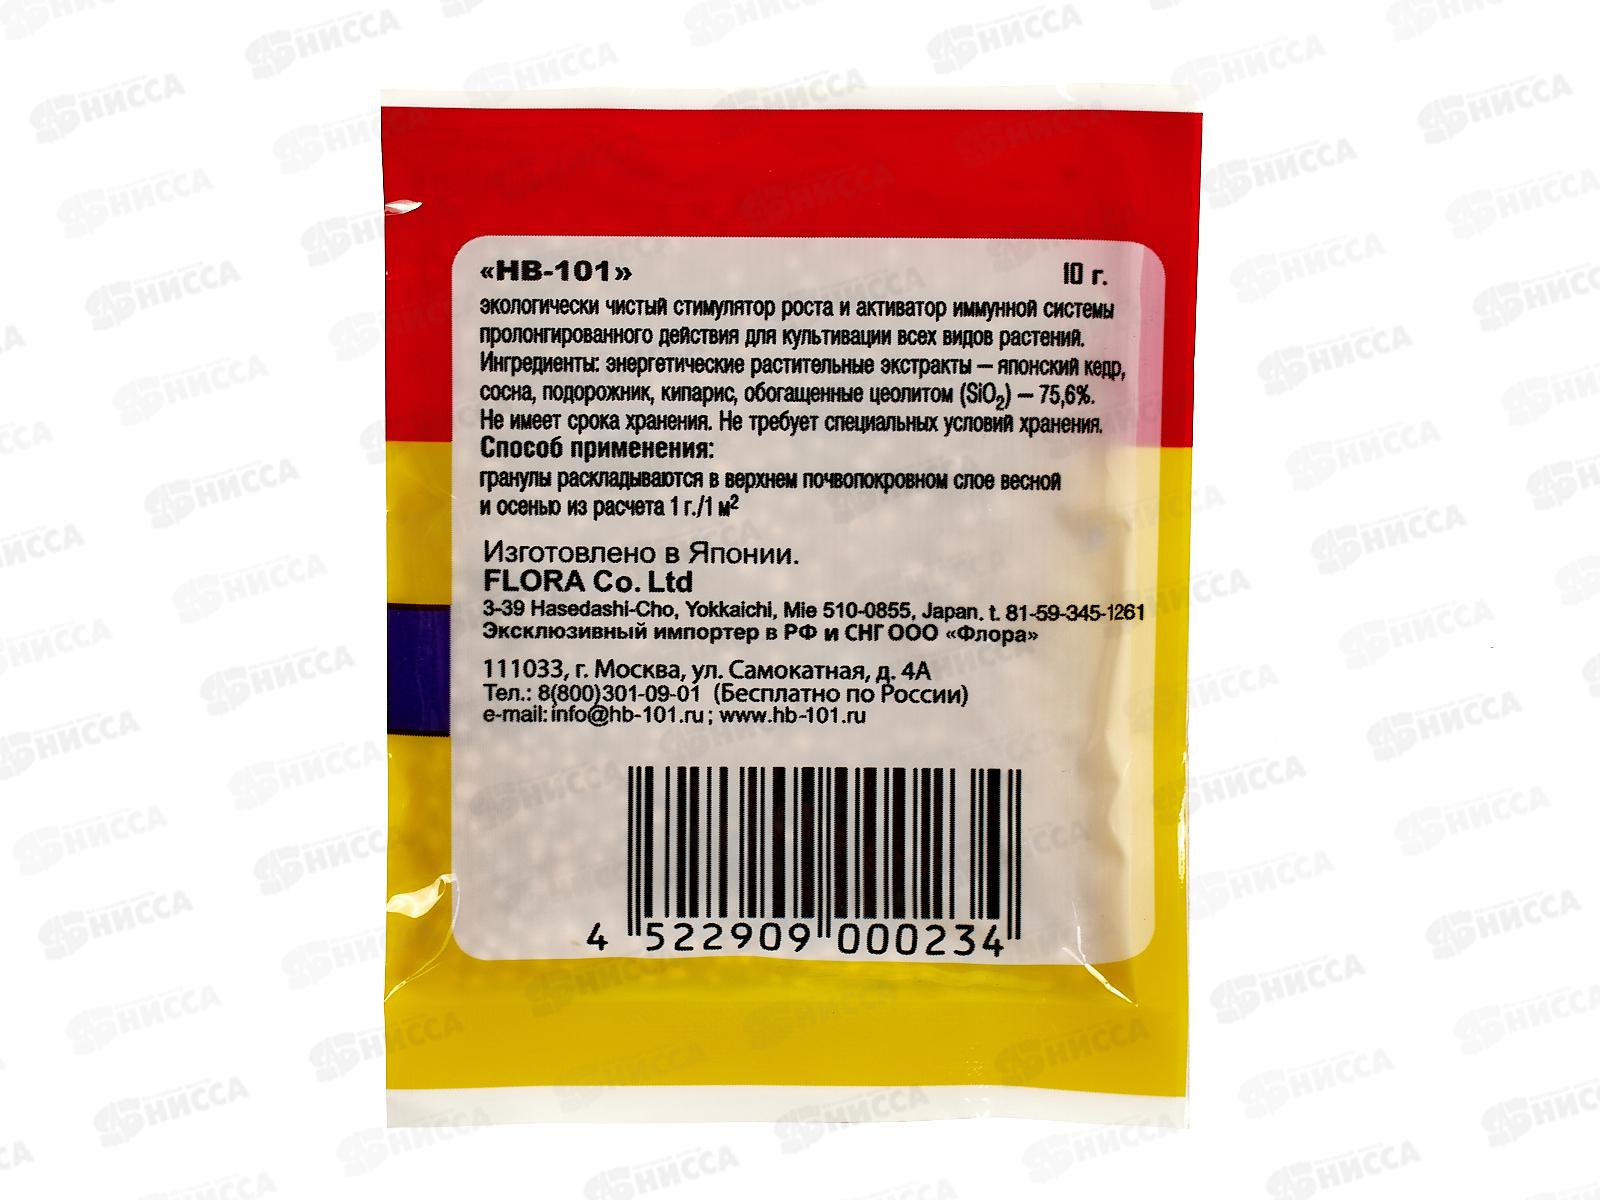 «НВ-101» 10 г.
экологически чистый стимулятор роста и активатор иммунной системы
пролонгированного действия для культивации всех видов растений.
Ингредиенты: энергетические растительные экстракты – японский кедр,
сосна, подорожник, кипарис, обогащенные цеолитом (SiO₂) – 75,6%.
Не имеет срока хранения. Не требует специальных условий хранения.
Способ применения:
гранулы раскладываются в верхнем почвопокровном слое весной
и осенью из расчета 1 г./1 м²
Изготовлено в Японии.
FLORA Co. Ltd
3-39 Hasedashi-Cho, Yokkaichi, Mie 510-0855, Japan. t. 81-59-345-1261
Эксклюзивный импортер в РФ и СНГ ООО «Флора»
111033, г. Москва, ул. Самокатная, д. 4А
Тел.: 8(800)301-09-01 (Бесплатно по России)
e-mail: info@hb-101.ru; www.hb-101.ru
4 522909 000234
НИССА